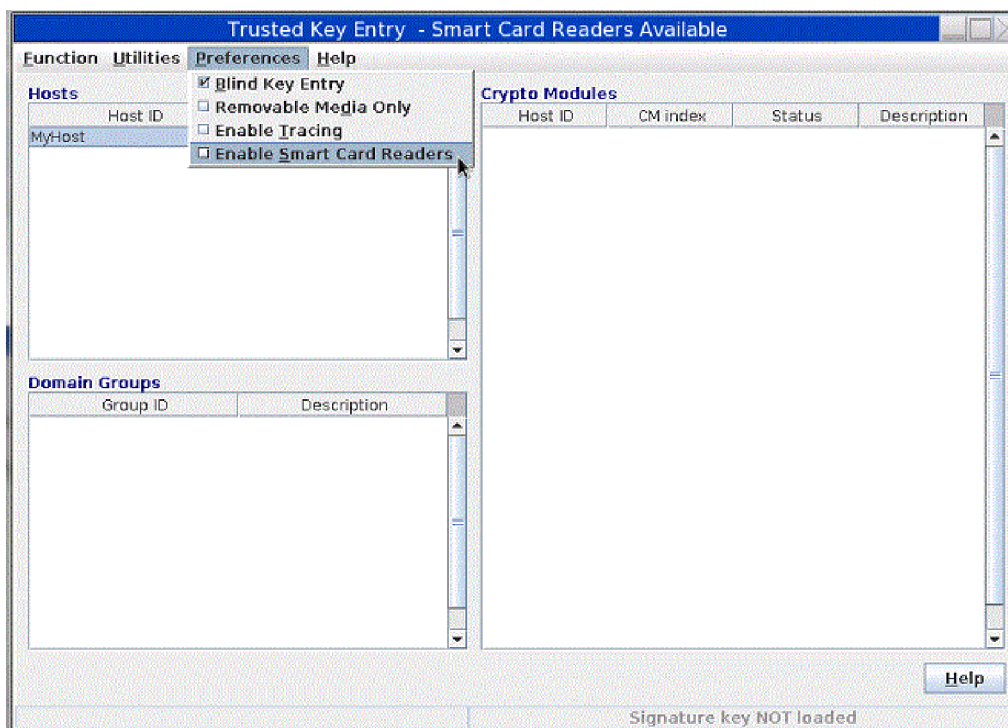 Trusted Key Entry - Smart Card Readers Available
Function Utilities Preferences Help
Blind Key Entry
Removable Media Only
Enable Tracing
Enable Smart Card Readers
Hosts
Host ID
MyHost
Crypto Modules
Host ID CM index Status Description
Domain Groups
Group ID Description
Help
Signature key NOT loaded